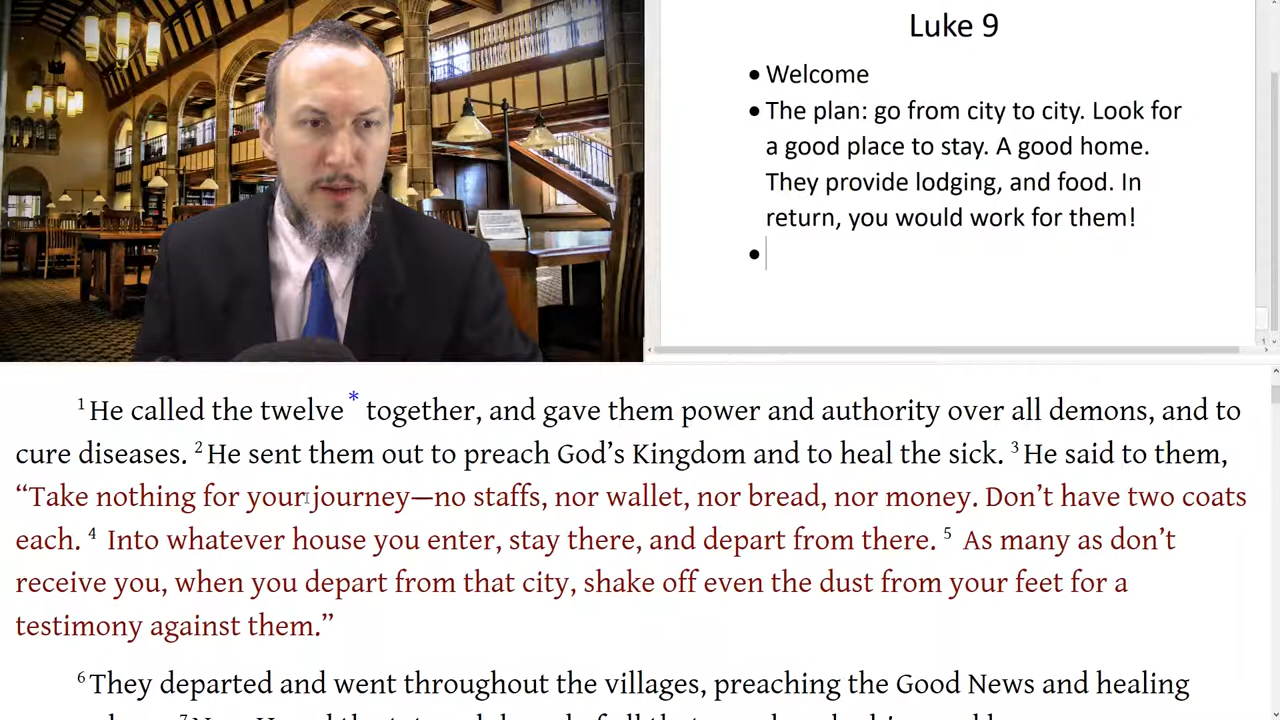 Luke 9
• Welcome
• The plan: go from city to city. Look for
a good place to stay. A good home.
They provide lodging, and food. In
return, you would work for them!
•
1 He called the twelve * together, and gave them power and authority over all demons, and to
cure diseases. 2 He sent them out to preach God’s Kingdom and to heal the sick. 3 He said to them,
“Take nothing for your journey—no staffs, nor wallet, nor bread, nor money. Don’t have two coats
each. 4 Into whatever house you enter, stay there, and depart from there. 5 As many as don’t
receive you, when you depart from that city, shake off even the dust from your feet for a
testimony against them.”
6 They departed and went throughout the villages, preaching the Good News and healing